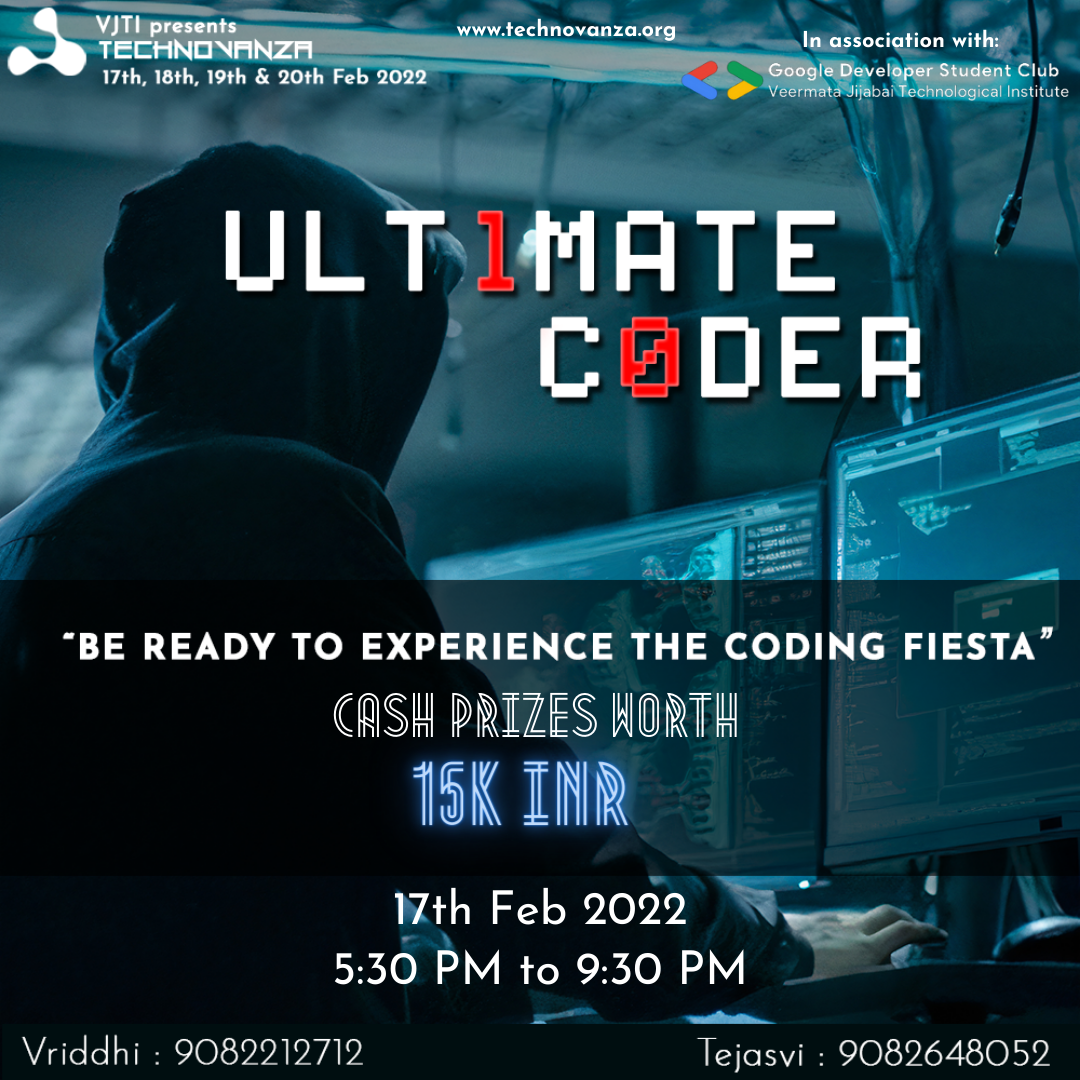 VJTI presents
TECHNOVANZA
17th, 18th, 19th & 20th Feb 2022
www.technovanza.org
In association with:
Google Developer Student Club
Veermata Jijabai Technological Institute
ULT1MATE
C0DER
“BE READY TO EXPERIENCE THE CODING FIESTA”
CASH PRIZES WORTH
15K INR
17th Feb 2022
5:30 PM to 9:30 PM
Vriddhi : 9082212712
Tejasvi : 9082648052